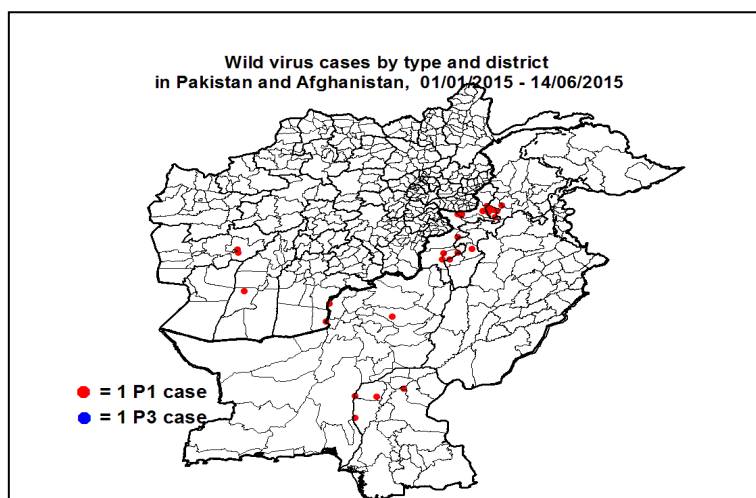 Wild virus cases by type and district
in Pakistan and Afghanistan, 01/01/2015 - 14/06/2015
= 1 P1 case
= 1 P3 case